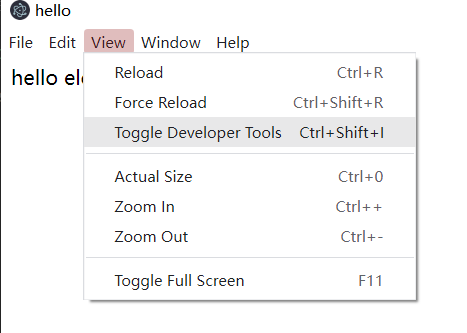 hello
File Edit View Window Help
hello el
Reload Ctrl+R
Force Reload Ctrl+Shift+R
Toggle Developer Tools Ctrl+Shift+I
Actual Size Ctrl+0
Zoom In Ctrl++
Zoom Out Ctrl+-
Toggle Full Screen F11